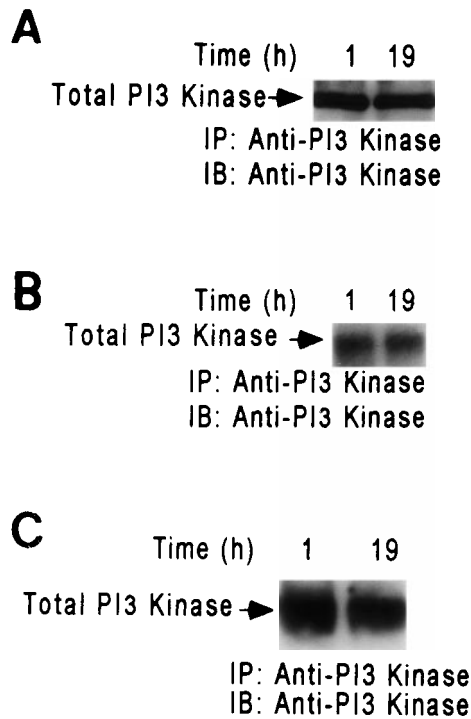 A
Time (h) 1 19
Total PI3 Kinase
IP: Anti-PI3 Kinase
IB: Anti-PI3 Kinase
B
Time (h) 1 19
Total PI3 Kinase
IP: Anti-PI3 Kinase
IB: Anti-PI3 Kinase
C
Time (h) 1 19
Total PI3 Kinase
IP: Anti-PI3 Kinase
IB: Anti-PI3 Kinase